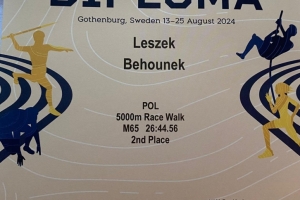 DIPLOMA
Gothenburg, Sweden 13–25 August 2024
Leszek
Behounek
POL
5000m Race Walk
M65 26:44.56
2nd Place